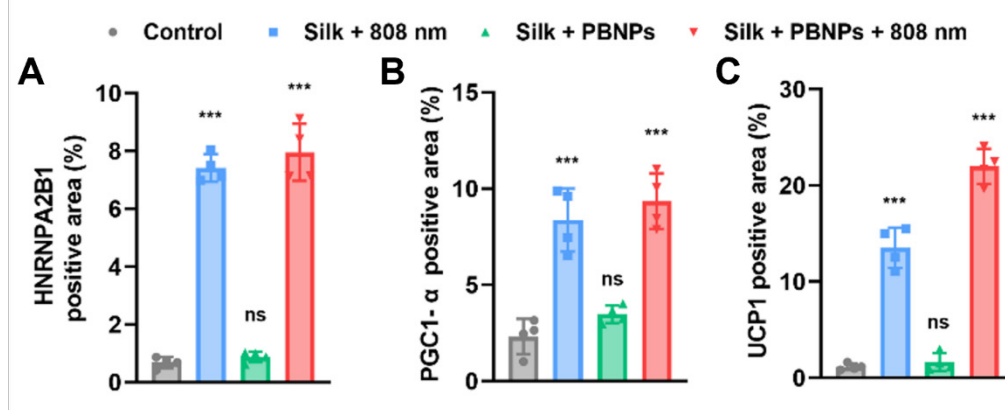 Control Silk + 808 nm Silk + PBNPs Silk + PBNPs + 808 nm
A
HNRNPA2B1
positive area (%)
10
8
6
4
2
0
***
ns
***
B
PGC1- α positive area (%)
15
10
5
0
***
ns
***
C
UCP1 positive area (%)
30
20
10
0
***
ns
***